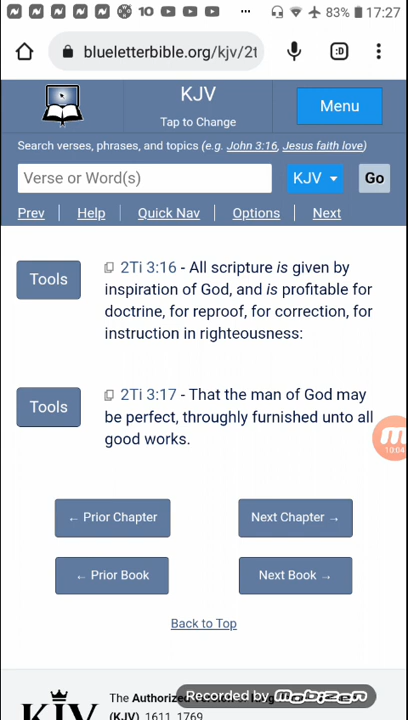 10 ... 83% 17:27
blueletterbible.org/kjv/2t :D
KJV
Tap to Change
Menu
Search verses, phrases, and topics (e.g. John 3:16, Jesus faith love)
Verse or Word(s) KJV Go
Prev Help Quick Nav Options Next
Tools
2Ti 3:16 - All scripture is given by
inspiration of God, and is profitable for
doctrine, for reproof, for correction, for
instruction in righteousness:
Tools
2Ti 3:17 - That the man of God may
be perfect, throughly furnished unto all
good works.
10:04
← Prior Chapter Next Chapter →
← Prior Book Next Book →
Back to Top
KJV
The Authorized
Recorded by mobizen
(KJV), 1611, 1769.